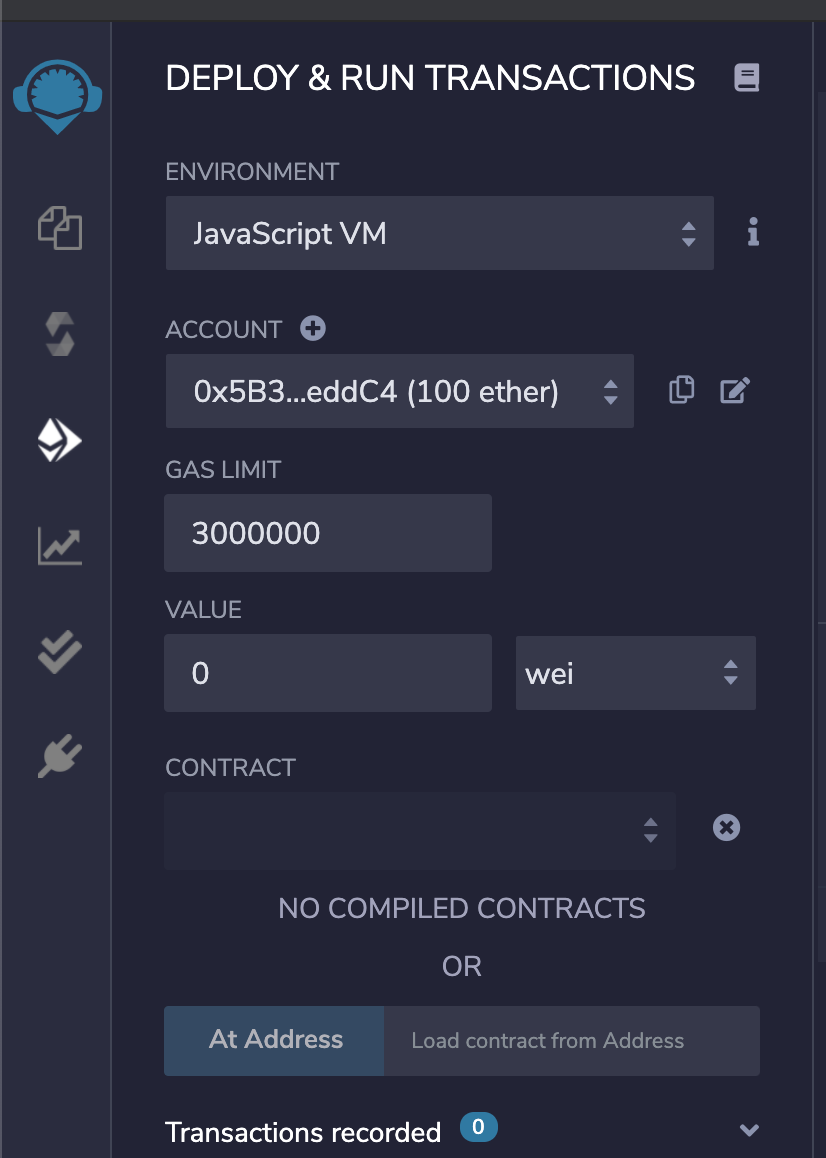 DEPLOY & RUN TRANSACTIONS
ENVIRONMENT
JavaScript VM
ACCOUNT
0x5B3...eddC4 (100 ether)
GAS LIMIT
3000000
VALUE
0 wei
CONTRACT
NO COMPILED CONTRACTS
OR
At Address Load contract from Address
Transactions recorded 0